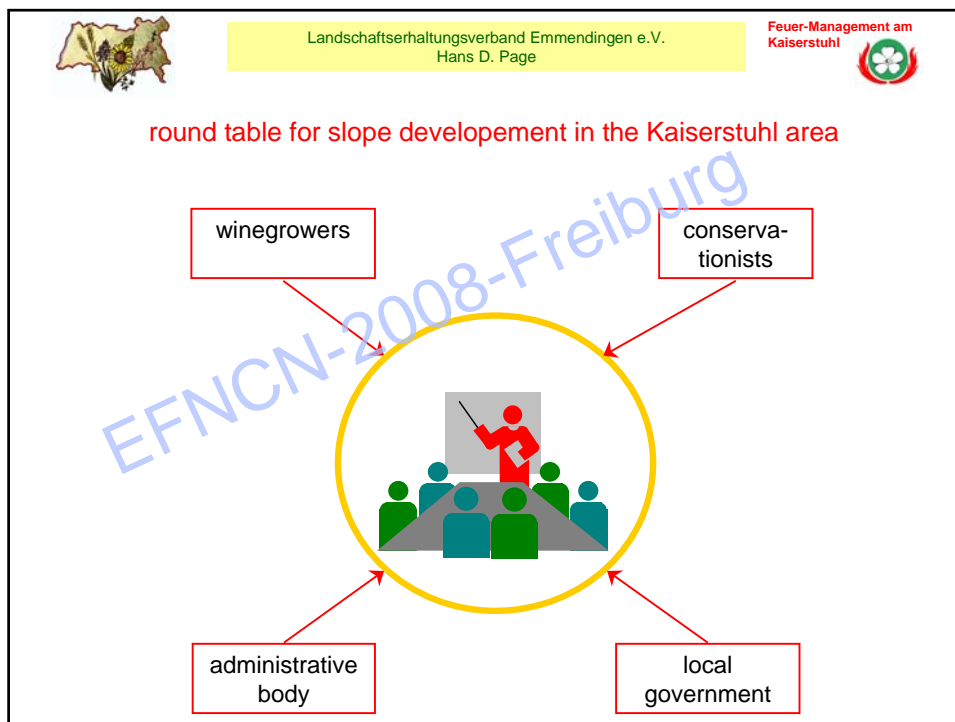 Landschaftserhaltungsverband Emmendingen e.V.
Hans D. Page
Feuer-Management am
Kaiserstuhl
round table for slope developement in the Kaiserstuhl area
winegrowers
conserva-
tionists
EFNCN-2008-Freiburg
administrative
body
local
government